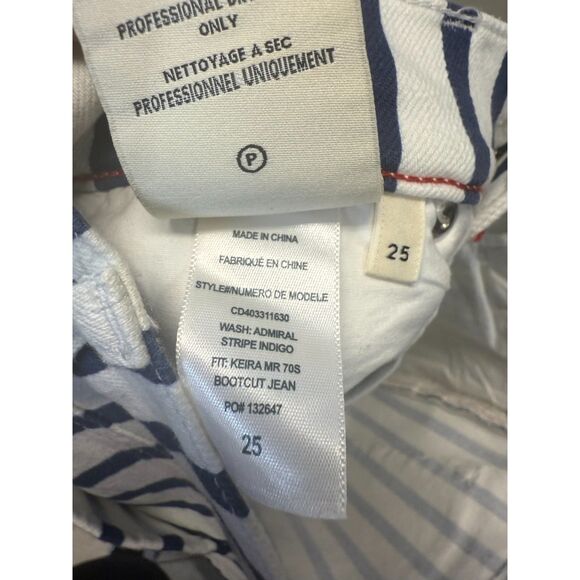 PROFESSIONAL
ONLY
NETTOYAGE A SEC
PROFESSIONNEL UNIQUEMENT
P
MADE IN CHINA
FABRIQUÉ EN CHINE
STYLE#/NUMERO DE MODELE
CD403311630
WASH: ADMIRAL
STRIPE INDIGO
FIT: KEIRA MR 70S
BOOTCUT JEAN
PO# 132647
25
25